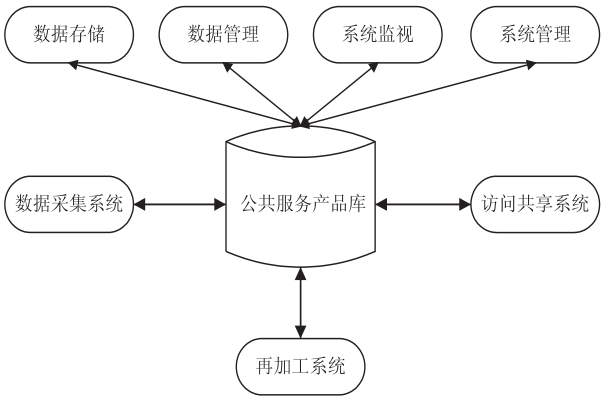 数据存储
数据管理
系统监视
系统管理
数据采集系统
公共服务产品库
访问共享系统
再加工系统